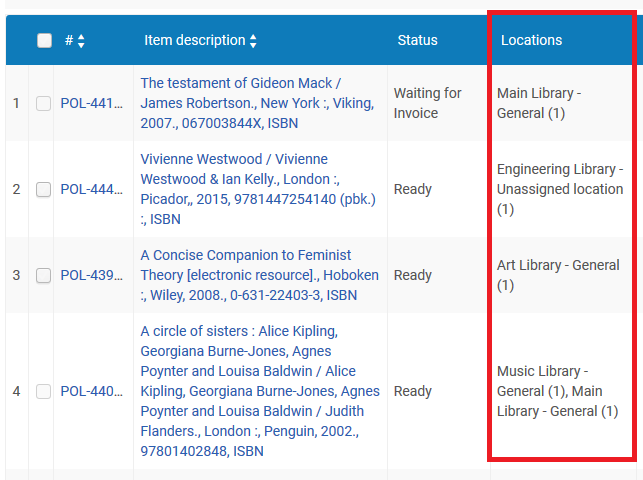 # Item description Status Locations
1 POL-441...
The testament of Gideon Mack /
James Robertson., New York :, Viking,
2007., 067003844X, ISBN
Waiting for
Invoice
Main Library -
General (1)
2 POL-444...
Vivienne Westwood / Vivienne
Westwood & Ian Kelly., London :,
Picador,, 2015, 9781447254140 (pbk.)
:, ISBN
Ready
Engineering Library -
Unassigned location
(1)
3 POL-439...
A Concise Companion to Feminist
Theory [electronic resource]., Hoboken
:, Wiley, 2008., 0-631-22403-3, ISBN
Ready
Art Library - General
(1)
4 POL-440...
A circle of sisters : Alice Kipling,
Georgiana Burne-Jones, Agnes
Poynter and Louisa Baldwin / Alice
Kipling, Georgiana Burne-Jones, Agnes
Poynter and Louisa Baldwin / Judith
Flanders., London :, Penguin, 2002.,
97801402848, ISBN
Ready
Music Library -
General (1), Main
Library - General (1)